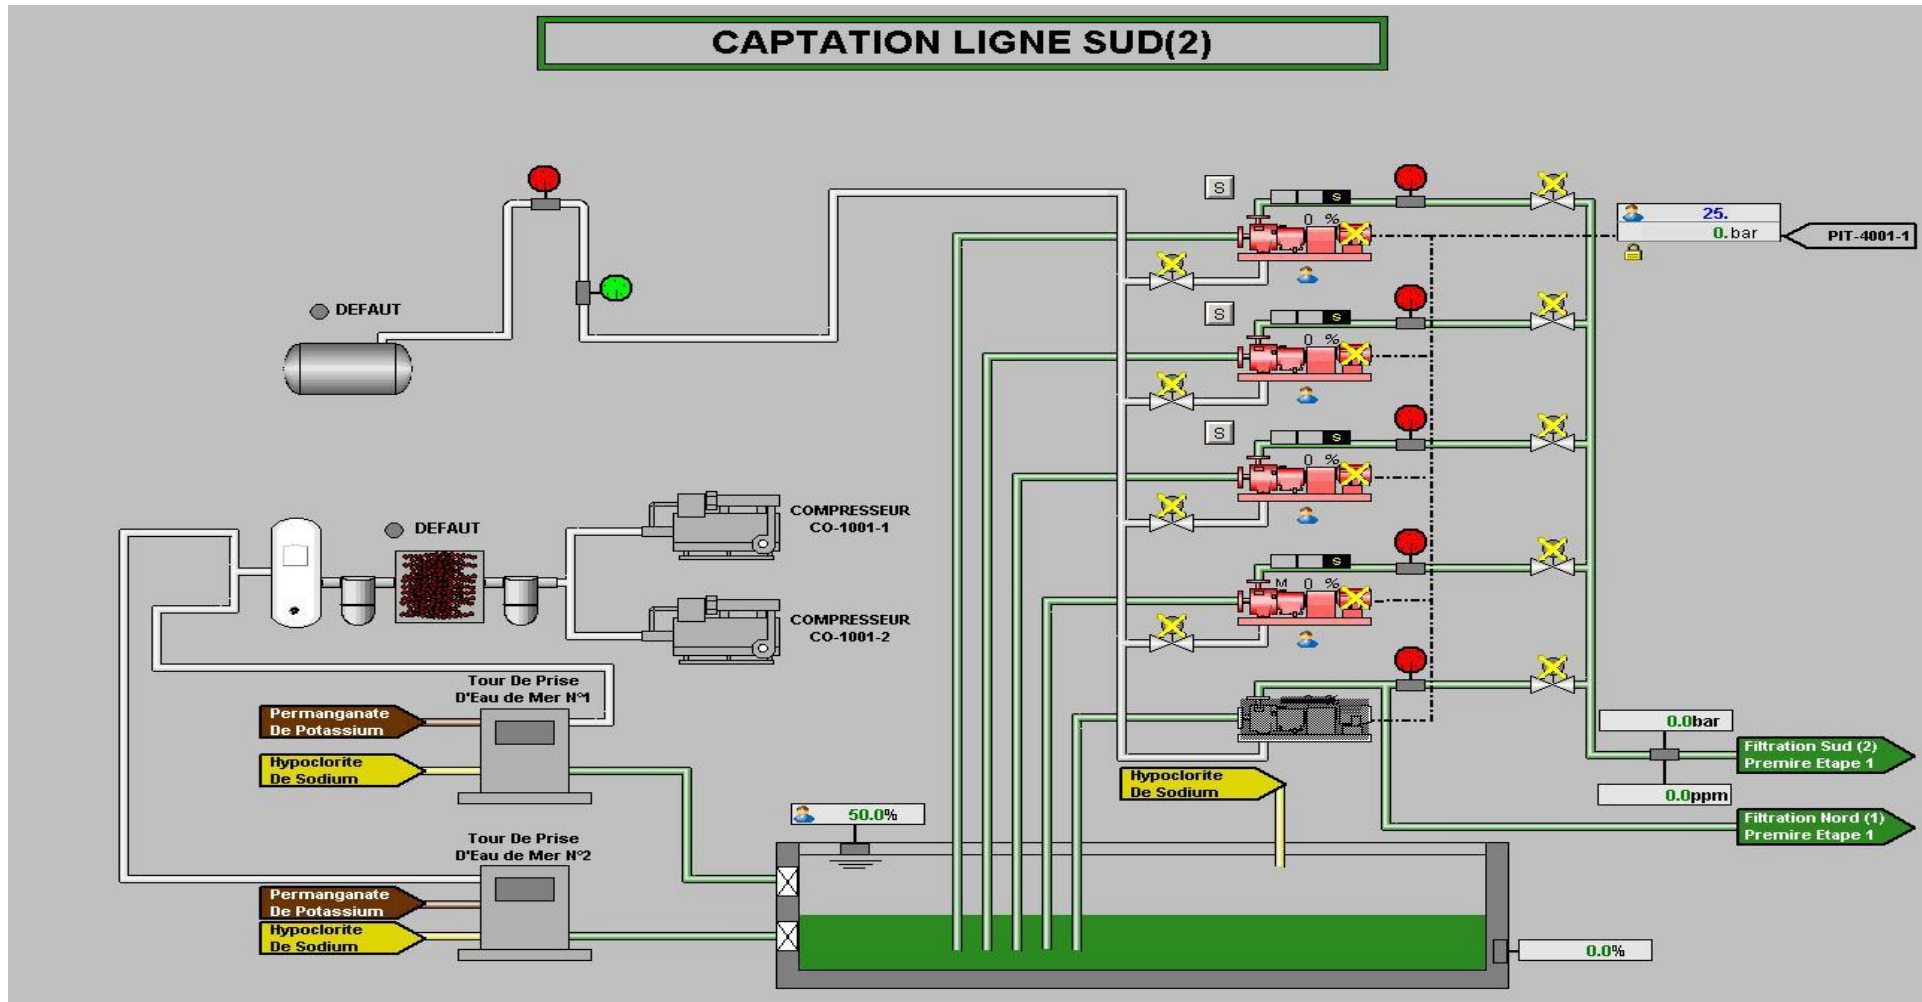 CAPTATION LIGNE SUD(2)
S
S
0 %
25.
0. bar
PIT-4001-1
DEFAUT
S
S
0 %
S
S
0 %
DEFAUT
COMPRESSEUR
CO-1001-1
S
M 0 %
COMPRESSEUR
CO-1001-2
Tour De Prise
D'Eau de Mer N°1
Permanganate
De Potassium
Hypoclorite
De Sodium
0.0bar
Filtration Sud (2)
Premire Etape 1
0.0ppm
Hypoclorite
De Sodium
Filtration Nord (1)
Premire Etape 1
50.0%
Tour De Prise
D'Eau de Mer N°2
Permanganate
De Potassium
Hypoclorite
De Sodium
0.0%